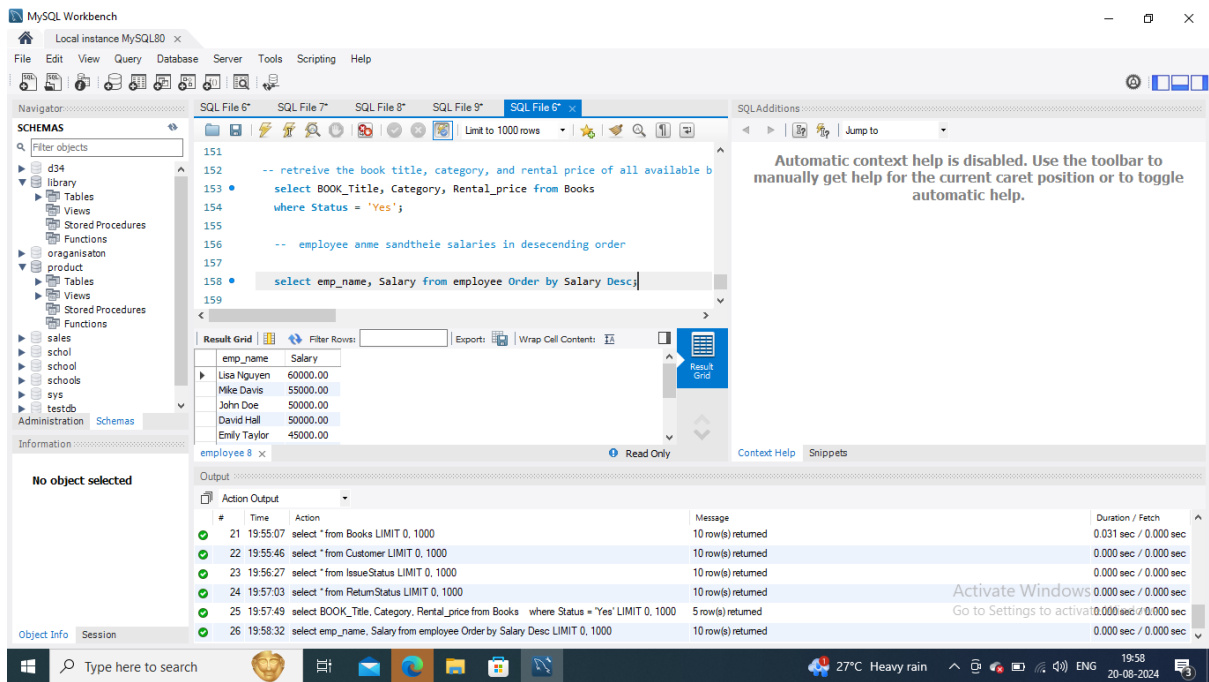 MySQL Workbench
Local instance MySQL80 ×
File Edit View Query Database Server Tools Scripting Help
Navigator
SCHEMAS
Filter objects
d34
library
Tables
Views
Stored Procedures
Functions
oraganisaton
product
Tables
Views
Stored Procedures
Functions
sales
schol
school
schools
sys
testdb
Administration Schemas
Information
No object selected
Object Info Session
SQL File 6* SQL File 7* SQL File 8* SQL File 9* SQL File 6* ×
Limit to 1000 rows
151
152 -- retreive the book title, category, and rental price of all available b
153 select BOOK_Title, Category, Rental_price from Books
154 where Status = 'Yes';
155
156 -- employee anme sandtheie salaries in desecending order
157
158 select emp_name, Salary from employee Order by Salary Desc;
159
Result Grid Filter Rows: Export: Wrap Cell Content: IA
emp_name Salary
Lisa Nguyen 60000.00
Mike Davis 55000.00
John Doe 50000.00
David Hall 50000.00
Emily Taylor 45000.00
Result Grid
employee 8 × Read Only
SQLAdditions
Jump to
Automatic context help is disabled. Use the toolbar to
manually get help for the current caret position or to toggle
automatic help.
Context Help Snippets
Output
Action Output
# Time Action Message Duration / Fetch
21 19:55:07 select * from Books LIMIT 0, 1000 10 row(s) returned 0.031 sec / 0.000 sec
22 19:55:46 select * from Customer LIMIT 0, 1000 10 row(s) returned 0.000 sec / 0.000 sec
23 19:56:27 select * from IssueStatus LIMIT 0, 1000 10 row(s) returned 0.000 sec / 0.000 sec
24 19:57:03 select * from ReturnStatus LIMIT 0, 1000 10 row(s) returned 0.000 sec / 0.000 sec
25 19:57:49 select BOOK_Title, Category, Rental_price from Books where Status = 'Yes' LIMIT 0, 1000 5 row(s) returned 0.000 sec / 0.000 sec
26 19:58:32 select emp_name, Salary from employee Order by Salary Desc LIMIT 0, 1000 10 row(s) returned 0.000 sec / 0.000 sec
Activate Windows
Go to Settings to activate
Type here to search
27°C Heavy rain
ENG
19:58
20-08-2024
3